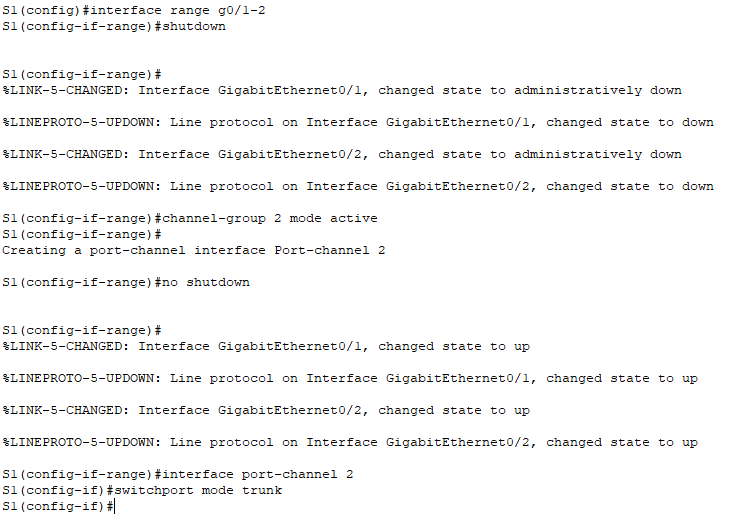 S1(config)#interface range g0/1-2
S1(config-if-range)#shutdown
S1(config-if-range)#
%LINK-5-CHANGED: Interface GigabitEthernet0/1, changed state to administratively down
%LINEPROTO-5-UPDOWN: Line protocol on Interface GigabitEthernet0/1, changed state to down
%LINK-5-CHANGED: Interface GigabitEthernet0/2, changed state to administratively down
%LINEPROTO-5-UPDOWN: Line protocol on Interface GigabitEthernet0/2, changed state to down
S1(config-if-range)#channel-group 2 mode active
S1(config-if-range)#
Creating a port-channel interface Port-channel 2
S1(config-if-range)#no shutdown
S1(config-if-range)#
%LINK-5-CHANGED: Interface GigabitEthernet0/1, changed state to up
%LINEPROTO-5-UPDOWN: Line protocol on Interface GigabitEthernet0/1, changed state to up
%LINK-5-CHANGED: Interface GigabitEthernet0/2, changed state to up
%LINEPROTO-5-UPDOWN: Line protocol on Interface GigabitEthernet0/2, changed state to up
S1(config-if-range)#interface port-channel 2
S1(config-if)#switchport mode trunk
S1(config-if)#